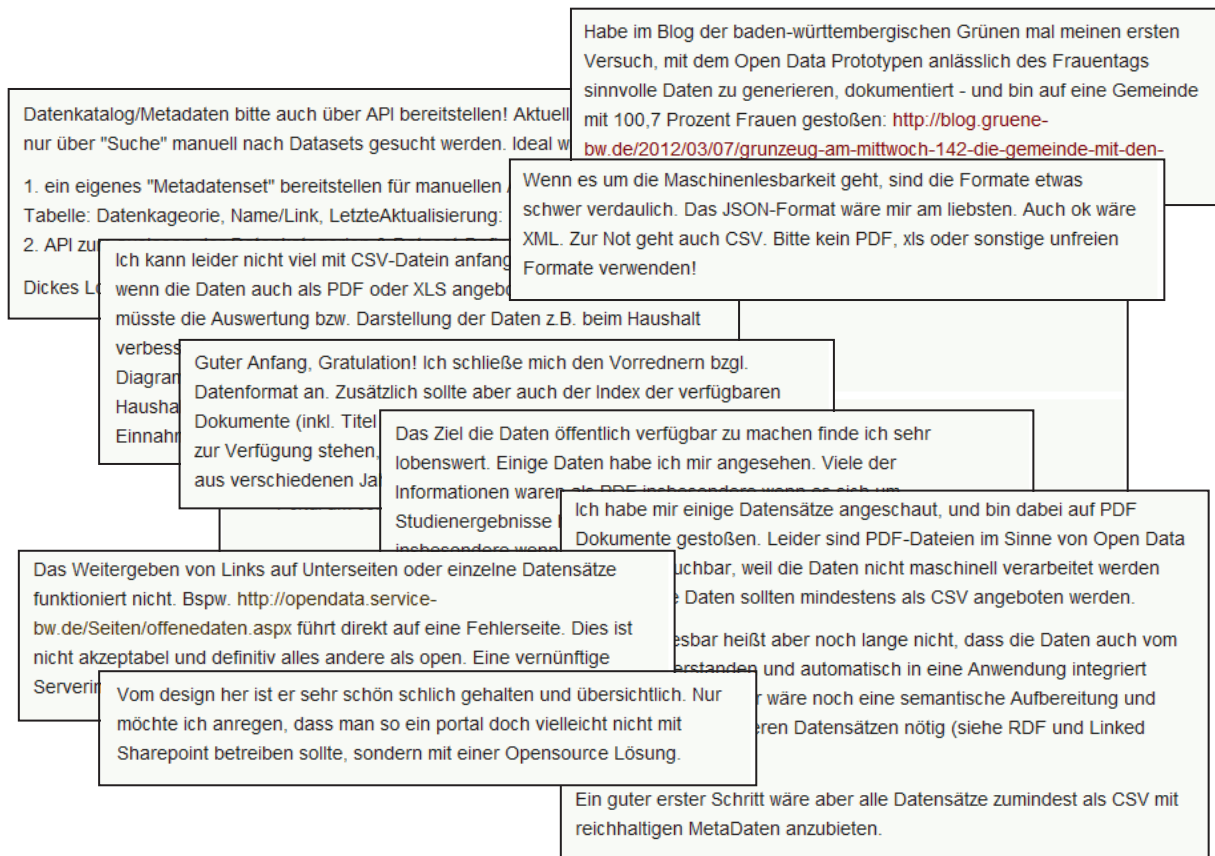 Habe im Blog der baden-württembergischen Grünen mal meinen ersten
Versuch, mit dem Open Data Prototypen anlässlich des Frauentags
sinnvolle Daten zu generieren, dokumentiert - und bin auf eine Gemeinde
mit 100,7 Prozent Frauen gestoßen: http://blog.gruene-
bw.de/2012/03/07/grunzeug-am-mittwoch-142-die-gemeinde-mit-den-
Datenkatalog/Metadaten bitte auch über API bereitstellen! Aktuell
nur über "Suche" manuell nach Datasets gesucht werden. Ideal
1. ein eigenes "Metadatenset" bereitstellen für manuellen
Tabelle: Datenkageorie, Name/Link, LetzteAktualisierung:
2. API
Dickes
Wenn es um die Maschinenlesbarkeit geht, sind die Formate etwas
schwer verdaulich. Das JSON-Format wäre mir am liebsten. Auch ok wäre
XML. Zur Not geht auch CSV. Bitte kein PDF, xls oder sonstige unfreien
Formate verwenden!
Ich kann leider nicht viel mit CSV-Datein
wenn die Daten auch als PDF oder XLS
müsste die Auswertung bzw. Darstellung der Daten z.B. beim Haushalt
Guter Anfang, Gratulation! Ich schließe mich den Vorrednern bzgl.
Datenformat an. Zusätzlich sollte aber auch der Index der verfügbaren
Dokumente (inkl. Titel
zur Verfügung stehen,
aus verschiedenen
Das Ziel die Daten öffentlich verfügbar zu machen finde ich sehr
lobenswert. Einige Daten habe ich mir angesehen. Viele der
Informationen waren als PDF insbesondere wenn es sich um
Studienergebnisse
insbesondere wenn
Ich habe mir einige Datensätze angeschaut, und bin dabei auf PDF
Dokumente gestoßen. Leider sind PDF-Dateien im Sinne von Open Data
uchbar, weil die Daten nicht maschinell verarbeitet werden
e Daten sollten mindestens als CSV angeboten werden.
esbar heißt aber noch lange nicht, dass die Daten auch vom
erstanden und automatisch in eine Anwendung integriert
r wäre noch eine semantische Aufbereitung und
eren Datensätzen nötig (siehe RDF und Linked
Ein guter erster Schritt wäre aber alle Datensätze zumindest als CSV mit
reichhaltigen MetaDaten anzubieten.
Das Weitergeben von Links auf Unterseiten oder einzelne Datensätze
funktioniert nicht. Bspw. http://opendata.service-
bw.de/Seiten/offenedaten.aspx führt direkt auf eine Fehlerseite. Dies ist
nicht akzeptabel und definitiv alles andere als open. Eine vernünftige
Vom design her ist er sehr schön schlich gehalten und übersichtlich. Nur
möchte ich anregen, dass man so ein portal doch vielleicht nicht mit
Sharepoint betreiben sollte, sondern mit einer Opensource Lösung.